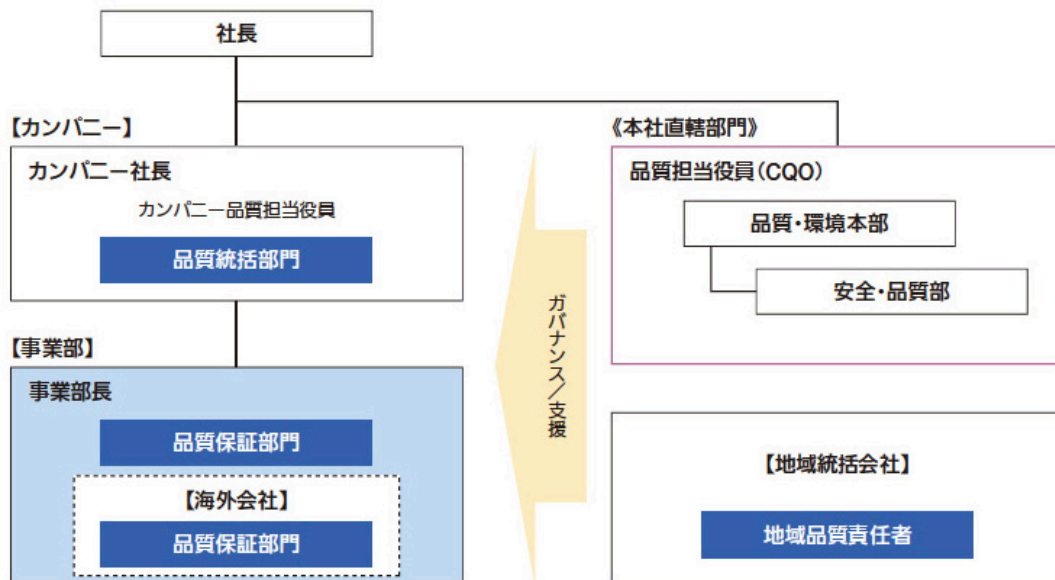 社長
【カンパニー】
カンパニー社長
カンパニー品質担当役員
品質統括部門
【事業部】
事業部長
品質保証部門
【海外会社】
品質保証部門
ガバナンス／支援
《本社直轄部門》
品質担当役員(CQO)
品質・環境本部
安全・品質部
【地域統括会社】
地域品質責任者